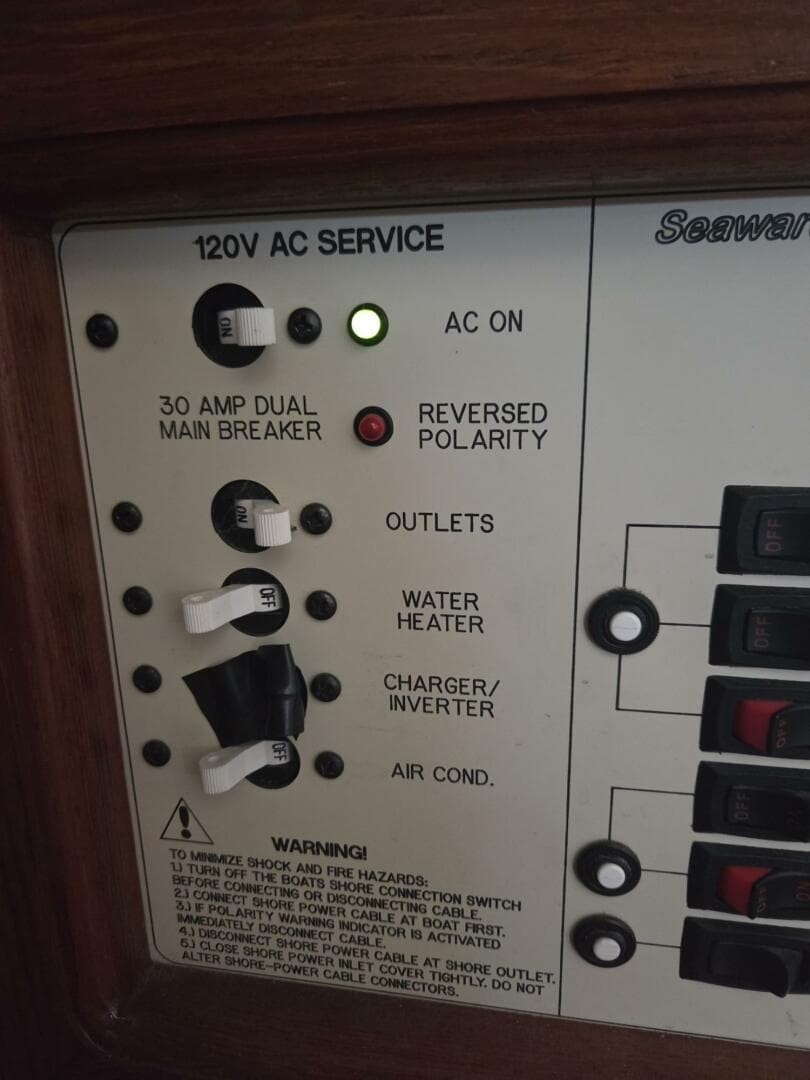 120V AC SERVICE
Seawar
ON
AC ON
30 AMP DUAL
MAIN BREAKER
REVERSED
POLARITY
ON
OUTLETS
OFF
WATER
HEATER
CHARGER/
INVERTER
OFF
AIR COND.
WARNING!
TO MINIMIZE SHOCK AND FIRE HAZARDS:
1.) TURN OFF THE BOATS SHORE CONNECTION SWITCH
BEFORE CONNECTING OR DISCONNECTING CABLE.
2.) CONNECT SHORE POWER CABLE AT BOAT FIRST.
3.) IF POLARITY WARNING INDICATOR IS ACTIVATED
IMMEDIATELY DISCONNECT CABLE.
4.) DISCONNECT SHORE POWER CABLE AT SHORE OUTLET.
5.) CLOSE SHORE POWER INLET COVER TIGHTLY. DO NOT
ALTER SHORE-POWER CABLE CONNECTORS.
OFF
OFF
OFF
OFF
OFF